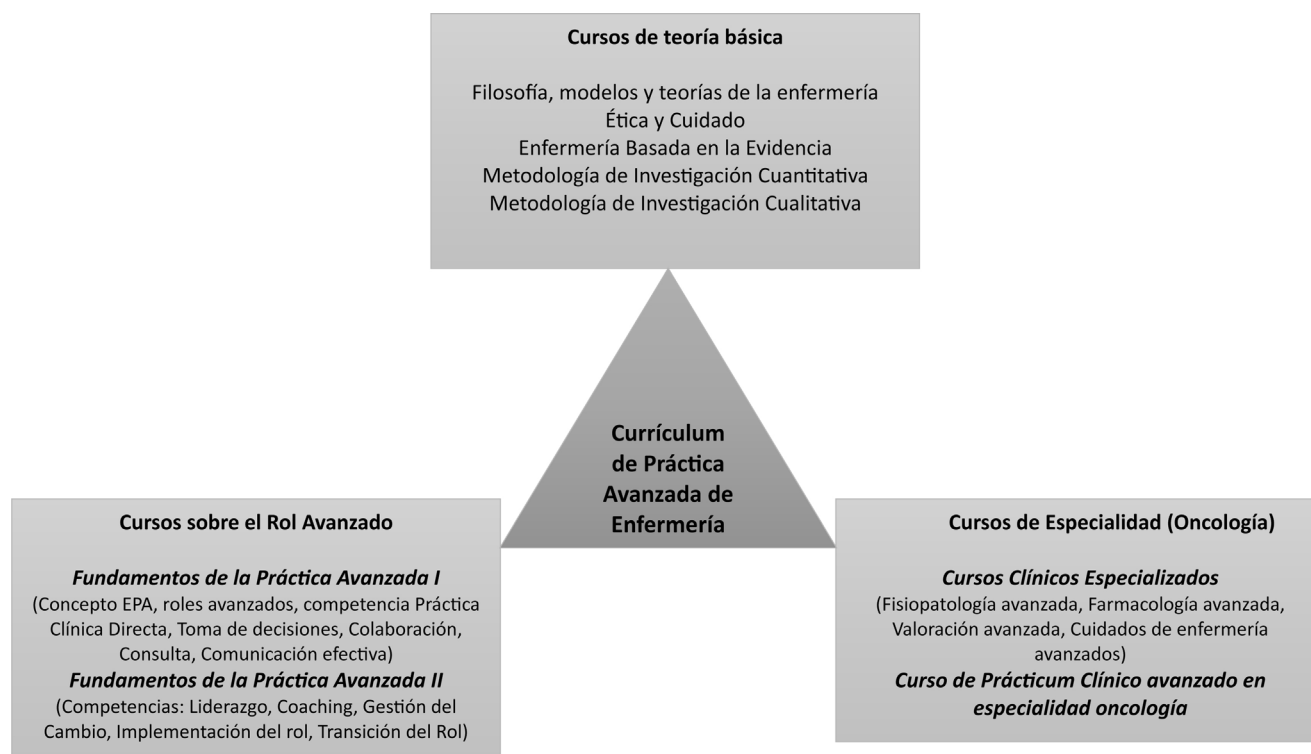 Cursos de teoría básica
Filosofía, modelos y teorías de la enfermería
Ética y Cuidado
Enfermería Basada en la Evidencia
Metodología de Investigación Cuantitativa
Metodología de Investigación Cualitativa
Currículum
de Práctica
Avanzada de
Enfermería
Cursos sobre el Rol Avanzado
Fundamentos de la Práctica Avanzada I
(Concepto EPA, roles avanzados, competencia Práctica
Clínica Directa, Toma de decisiones, Colaboración,
Consulta, Comunicación efectiva)
Fundamentos de la Práctica Avanzada II
(Competencias: Liderazgo, Coaching, Gestión del
Cambio, Implementación del rol, Transición del Rol)
Cursos de Especialidad (Oncología)
Cursos Clínicos Especializados
(Fisiopatología avanzada, Farmacología avanzada,
Valoración avanzada, Cuidados de enfermería
avanzados)
Curso de Prácticum Clínico avanzado en
especialidad oncología